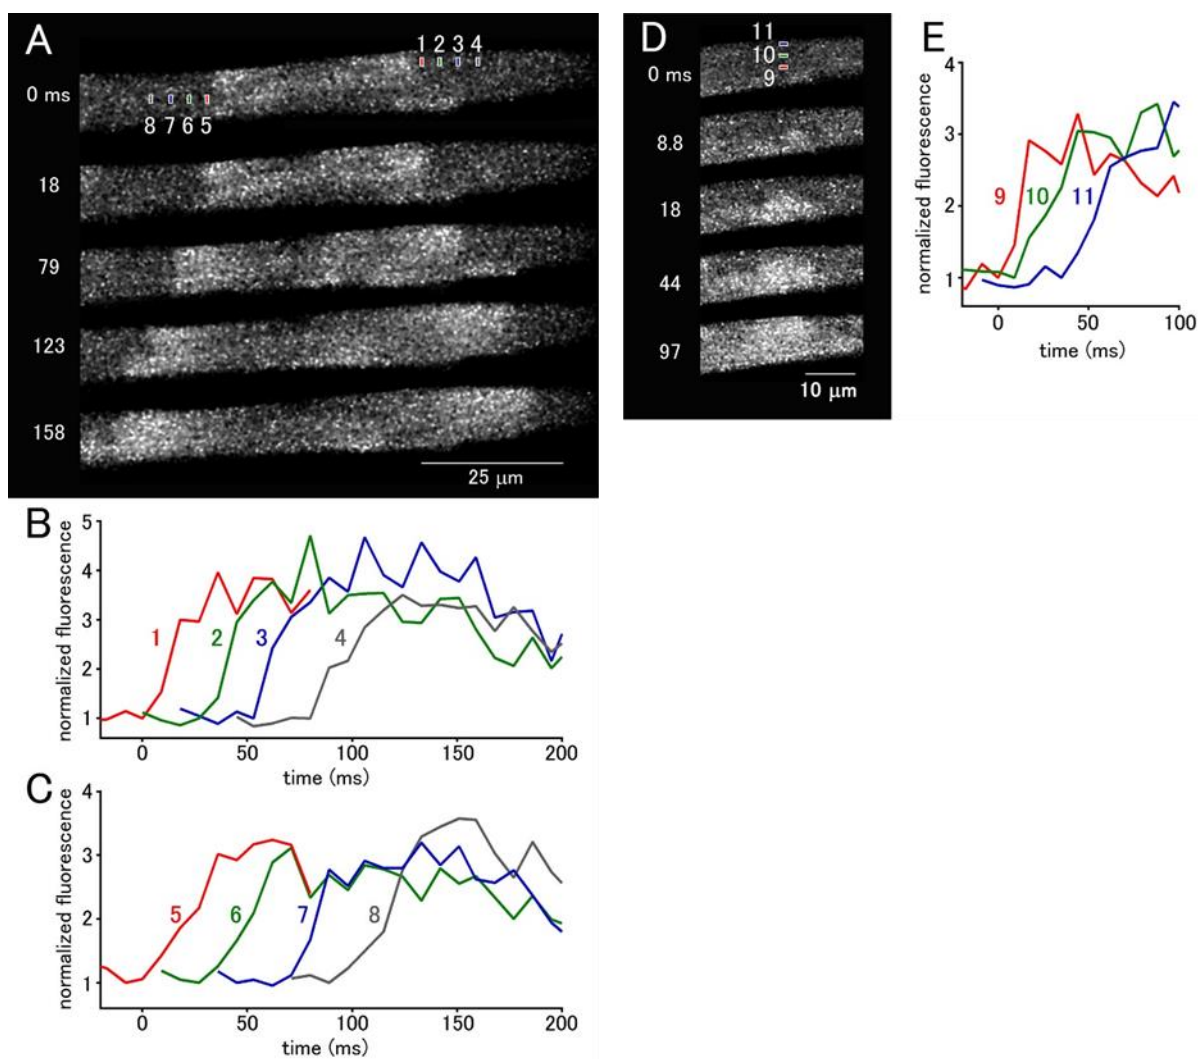 A
1 2 3 4
0 ms
8 7 6 5
18
79
123
158
25 μm
D
11
10
9
0 ms
8.8
18
44
97
10 μm
E
normalized fluorescence
4
3
2
1
9 10 11
0 50 100
time (ms)
B
normalized fluorescence
5
4
3
2
1
1 2 3 4
0 50 100 150 200
time (ms)
C
normalized fluorescence
4
3
2
1
5 6 7 8
0 50 100 150 200
time (ms)